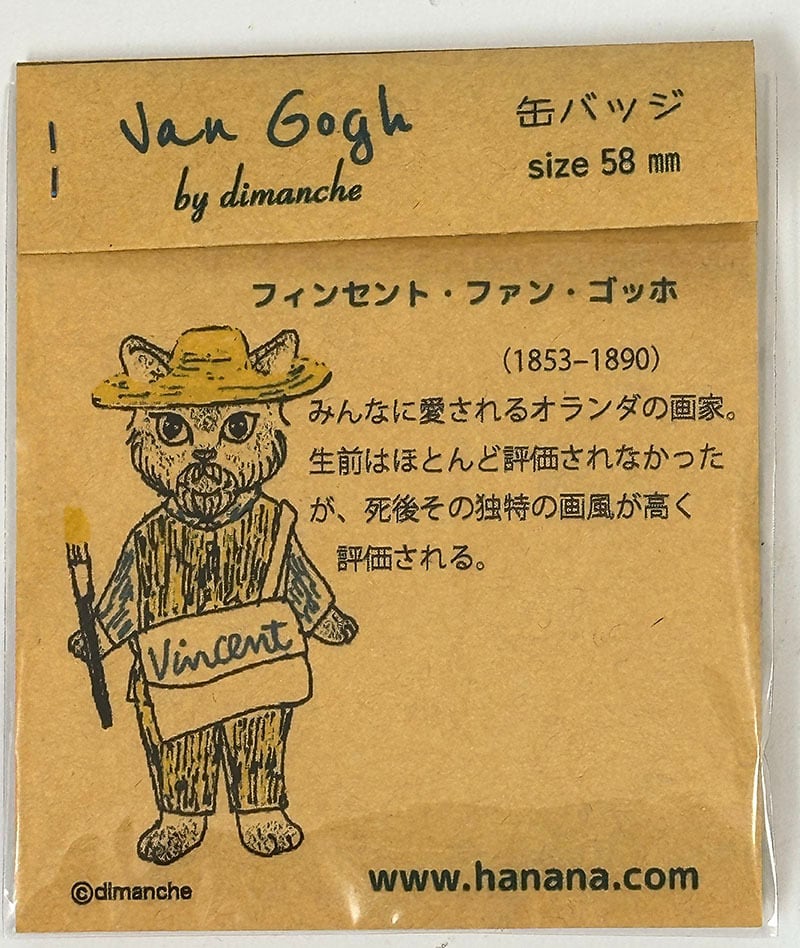 Van Gogh
by dimanche
缶バッジ
size 58 ㎜
フィンセント・ファン・ゴッホ
（1853–1890）
みんなに愛されるオランダの画家。
生前はほとんど評価されなかった
が、死後その独特の画風が高く
評価される。
Vincent
©dimanche
www.hanana.com